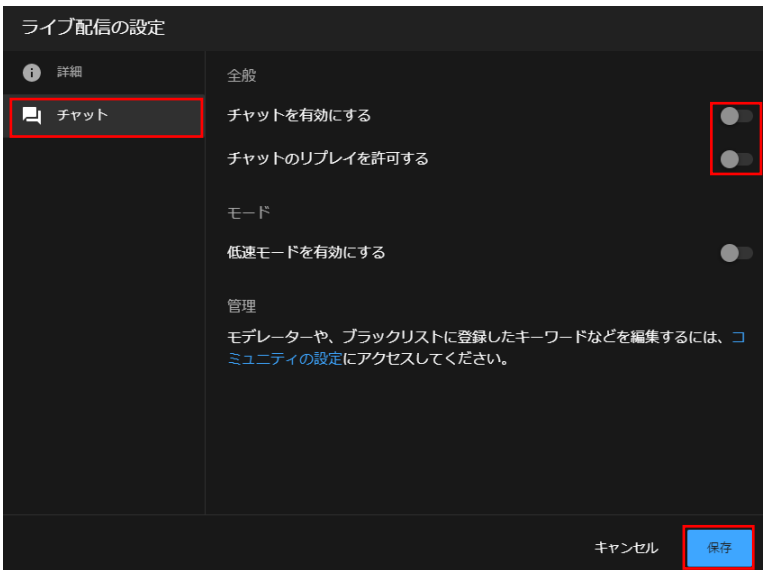 ライブ配信の設定
詳細
チャット
全般
チャットを有効にする
チャットのリプレイを許可する
モード
低速モードを有効にする
管理
モデレーターや、ブラックリストに登録したキーワードなどを編集するには、コ
ミュニティの設定にアクセスしてください。
キャンセル
保存